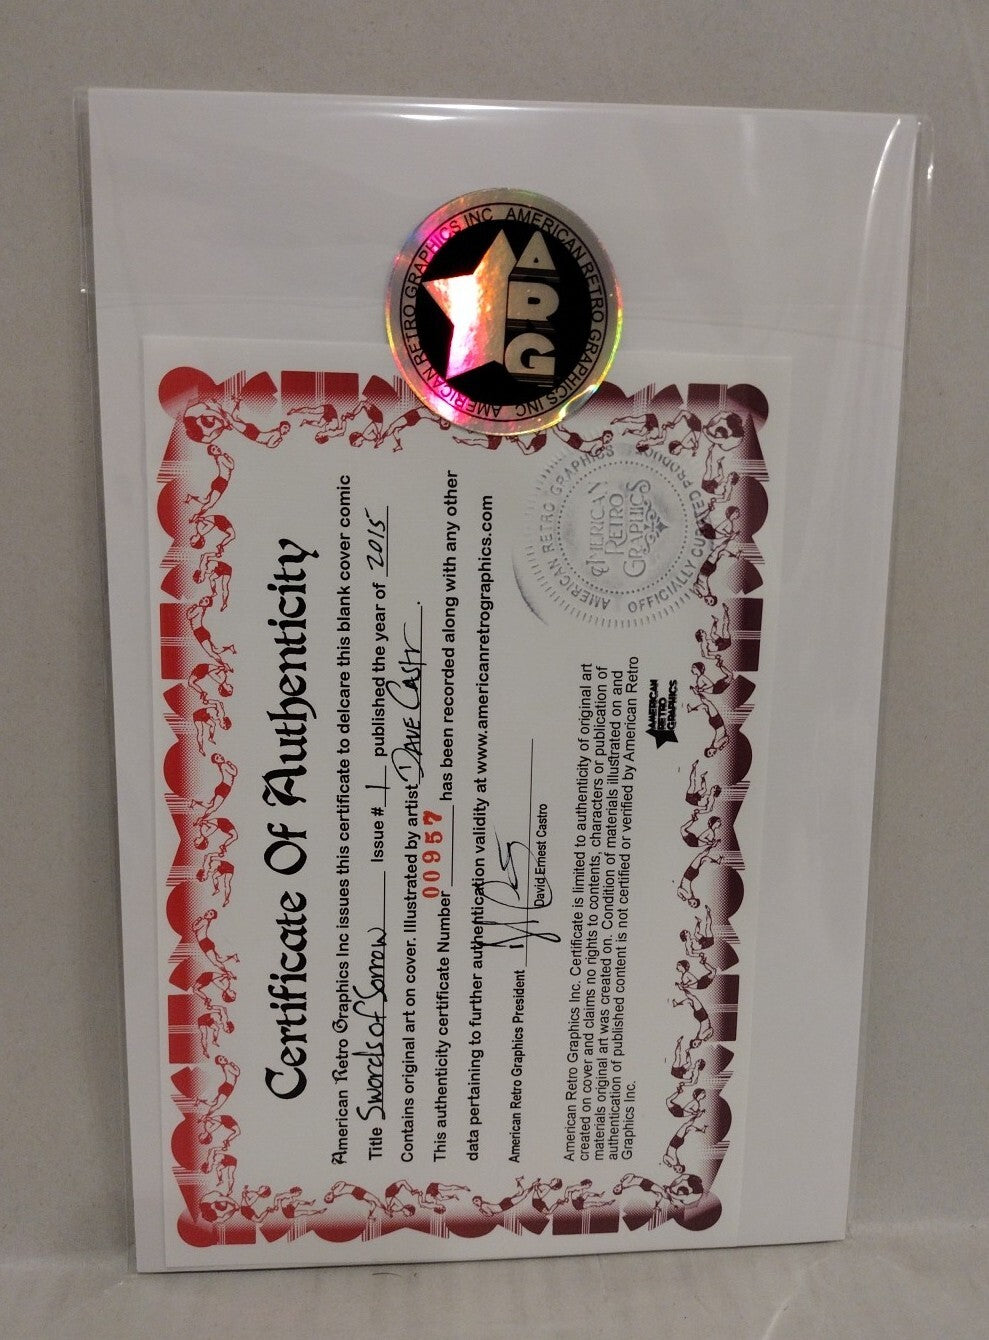 AMERICAN RETRO GRAPHICS INC AMERICAN RETRO GRAPHICS INC
ARG
Certificate Of Authenticity
American Retro Graphics Inc issues this certificate to delcare this blank cover comic
Title Swords of Sorrow Issue # 1 published the year of 2015
Contains original art on cover. Illustrated by artist Dave Castr.
This authenticity certificate Number 00957 has been recorded along with any other
data pertaining to further authentication validity at www.americanretrographics.com
American Retro Graphics President
David Ernest Castro
American Retro Graphics Inc. Certificate is limited to authenticity of original art
created on cover and claims no rights to contents, characters or publication of
materials original art was created on. Condition of materials illustrated on and
authentication of published content is not certified or verified by American Retro
Graphics Inc.
AMERICAN
RETRO
GRAPHICS
AMERICAN RETRO GRAPHICS
OFFICIALLY CURATED PRODUCT
AMERICAN
RETRO
GRAPHICS